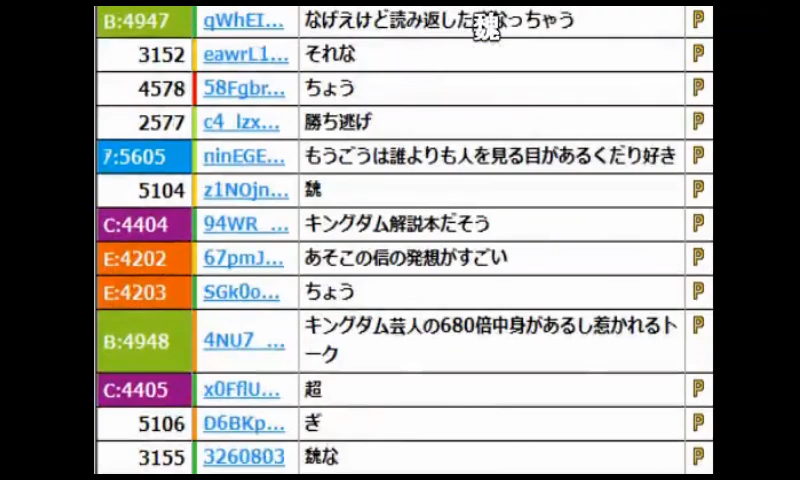 B:4947 qWhEI... なげえけど読み返した なっちゃう P
魏
3152 eawrL1... それな P
4578 58Fgbr... ちょう P
2577 c4_lzx... 勝ち逃げ P
ｱ:5605 ninEGE... もうごうは誰よりも人を見る目があるくだり好き P
5104 z1NOjn... 魏 P
C:4404 94WR_... キングダム解説本だそう P
E:4202 67pmJ... あそこの信の発想がすごい P
E:4203 SGk0o... ちょう P
B:4948 4NU7_... キングダム芸人の680倍中身があるし惹かれるト P
ーク
C:4405 x0FflU... 超 P
5106 D6BKp... ぎ P
3155 3260803 魏な P